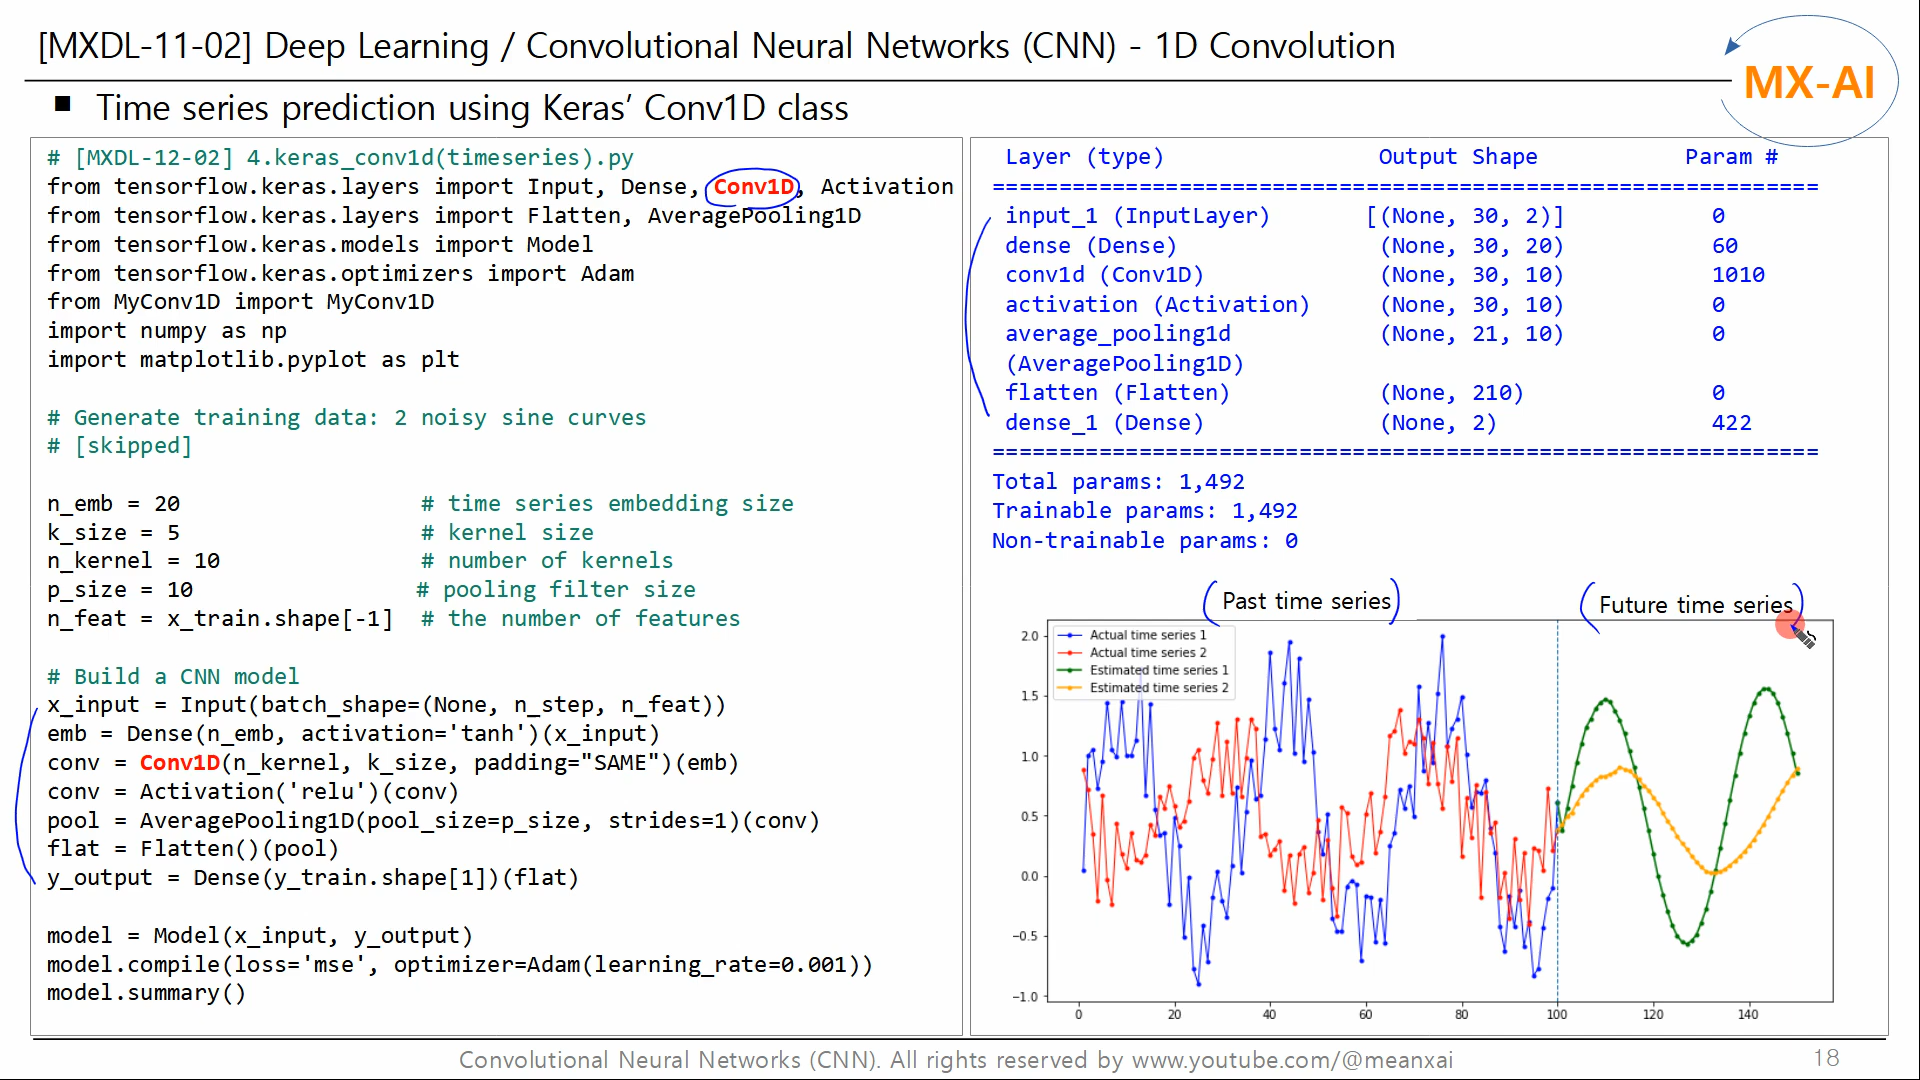 [MXDL-11-02] Deep Learning / Convolutional Neural Networks (CNN) - 1D Convolution
MX-AI
■ Time series prediction using Keras’ Conv1D class
# [MXDL-12-02] 4.keras_conv1d(timeseries).py
from tensorflow.keras.layers import Input, Dense, Conv1D, Activation
from tensorflow.keras.layers import Flatten, AveragePooling1D
from tensorflow.keras.models import Model
from tensorflow.keras.optimizers import Adam
from MyConv1D import MyConv1D
import numpy as np
import matplotlib.pyplot as plt
# Generate training data: 2 noisy sine curves
# [skipped]
n_emb = 20 # time series embedding size
k_size = 5 # kernel size
n_kernel = 10 # number of kernels
p_size = 10 # pooling filter size
n_feat = x_train.shape[-1] # the number of features
# Build a CNN model
x_input = Input(batch_shape=(None, n_step, n_feat))
emb = Dense(n_emb, activation='tanh')(x_input)
conv = Conv1D(n_kernel, k_size, padding="SAME")(emb)
conv = Activation('relu')(conv)
pool = AveragePooling1D(pool_size=p_size, strides=1)(conv)
flat = Flatten()(pool)
y_output = Dense(y_train.shape[1])(flat)
model = Model(x_input, y_output)
model.compile(loss='mse', optimizer=Adam(learning_rate=0.001))
model.summary()
Layer (type) Output Shape Param #
==============================================================
input_1 (InputLayer) [(None, 30, 2)] 0
dense (Dense) (None, 30, 20) 60
conv1d (Conv1D) (None, 30, 10) 1010
activation (Activation) (None, 30, 10) 0
average_pooling1d (None, 21, 10) 0
(AveragePooling1D)
flatten (Flatten) (None, 210) 0
dense_1 (Dense) (None, 2) 422
==============================================================
Total params: 1,492
Trainable params: 1,492
Non-trainable params: 0
Past time series
Future time series
Actual time series 1
Actual time series 2
Estimated time series 1
Estimated time series 2
2.0
1.5
1.0
0.5
0.0
−0.5
−1.0
0 20 40 60 80 100 120 140
Convolutional Neural Networks (CNN). All rights reserved by www.youtube.com/@meanxai
18